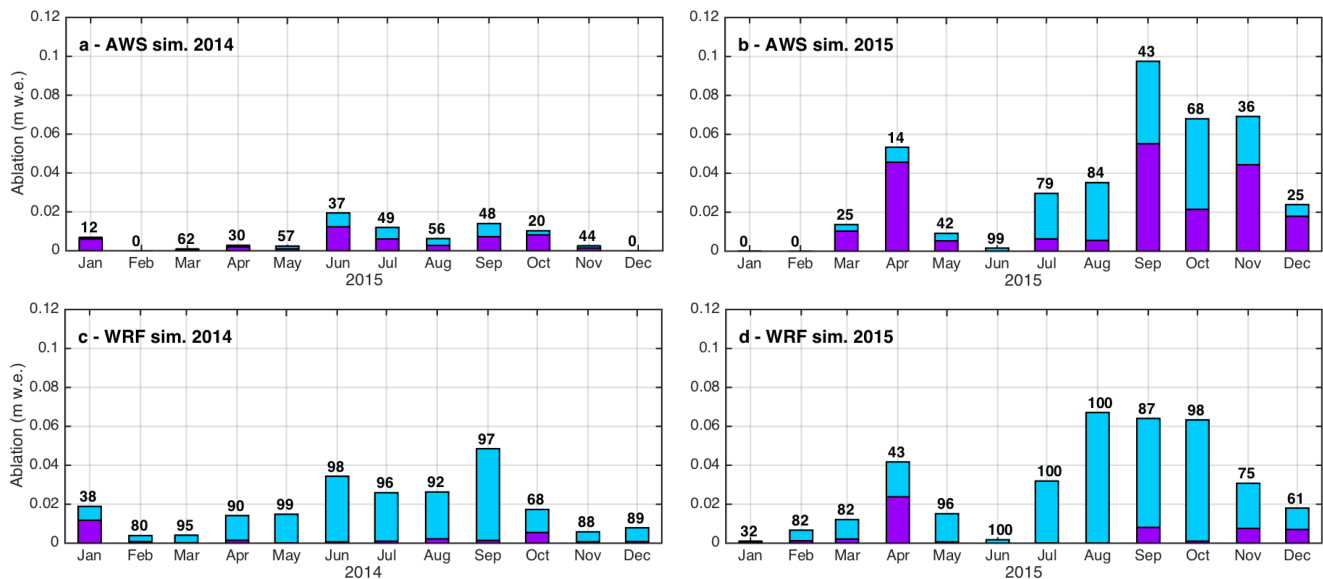 a - AWS sim. 2014
Ablation (m w.e.)
0.12
0.1
0.08
0.06
0.04
0.02
0
12 0 62 30 57 37 49 56 48 20 44 0
Jan Feb Mar Apr May Jun Jul Aug Sep Oct Nov Dec
2015
b - AWS sim. 2015
0.12
0.1
0.08
0.06
0.04
0.02
0
0 0 25 14 42 99 79 84 43 68 36 25
Jan Feb Mar Apr May Jun Jul Aug Sep Oct Nov Dec
2015
c - WRF sim. 2014
Ablation (m w.e.)
0.12
0.1
0.08
0.06
0.04
0.02
0
38 80 95 90 99 98 96 92 97 68 88 89
Jan Feb Mar Apr May Jun Jul Aug Sep Oct Nov Dec
2014
d - WRF sim. 2015
0.12
0.1
0.08
0.06
0.04
0.02
0
32 82 82 43 96 100 100 100 87 98 75 61
Jan Feb Mar Apr May Jun Jul Aug Sep Oct Nov Dec
2015